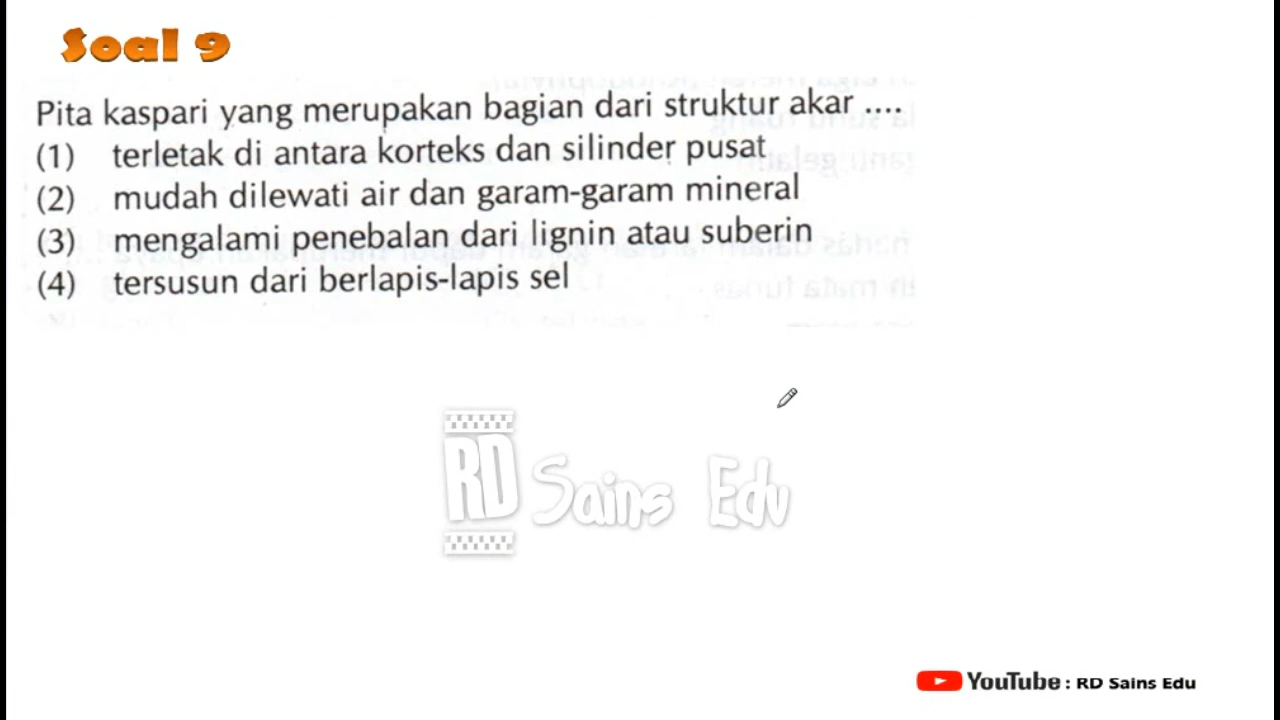 Soal 9
Pita kaspari yang merupakan bagian dari struktur akar ....
(1) terletak di antara korteks dan silinder pusat
(2) mudah dilewati air dan garam-garam mineral
(3) mengalami penebalan dari lignin atau suberin
(4) tersusun dari berlapis-lapis sel
RD Sains Edu
YouTube : RD Sains Edu